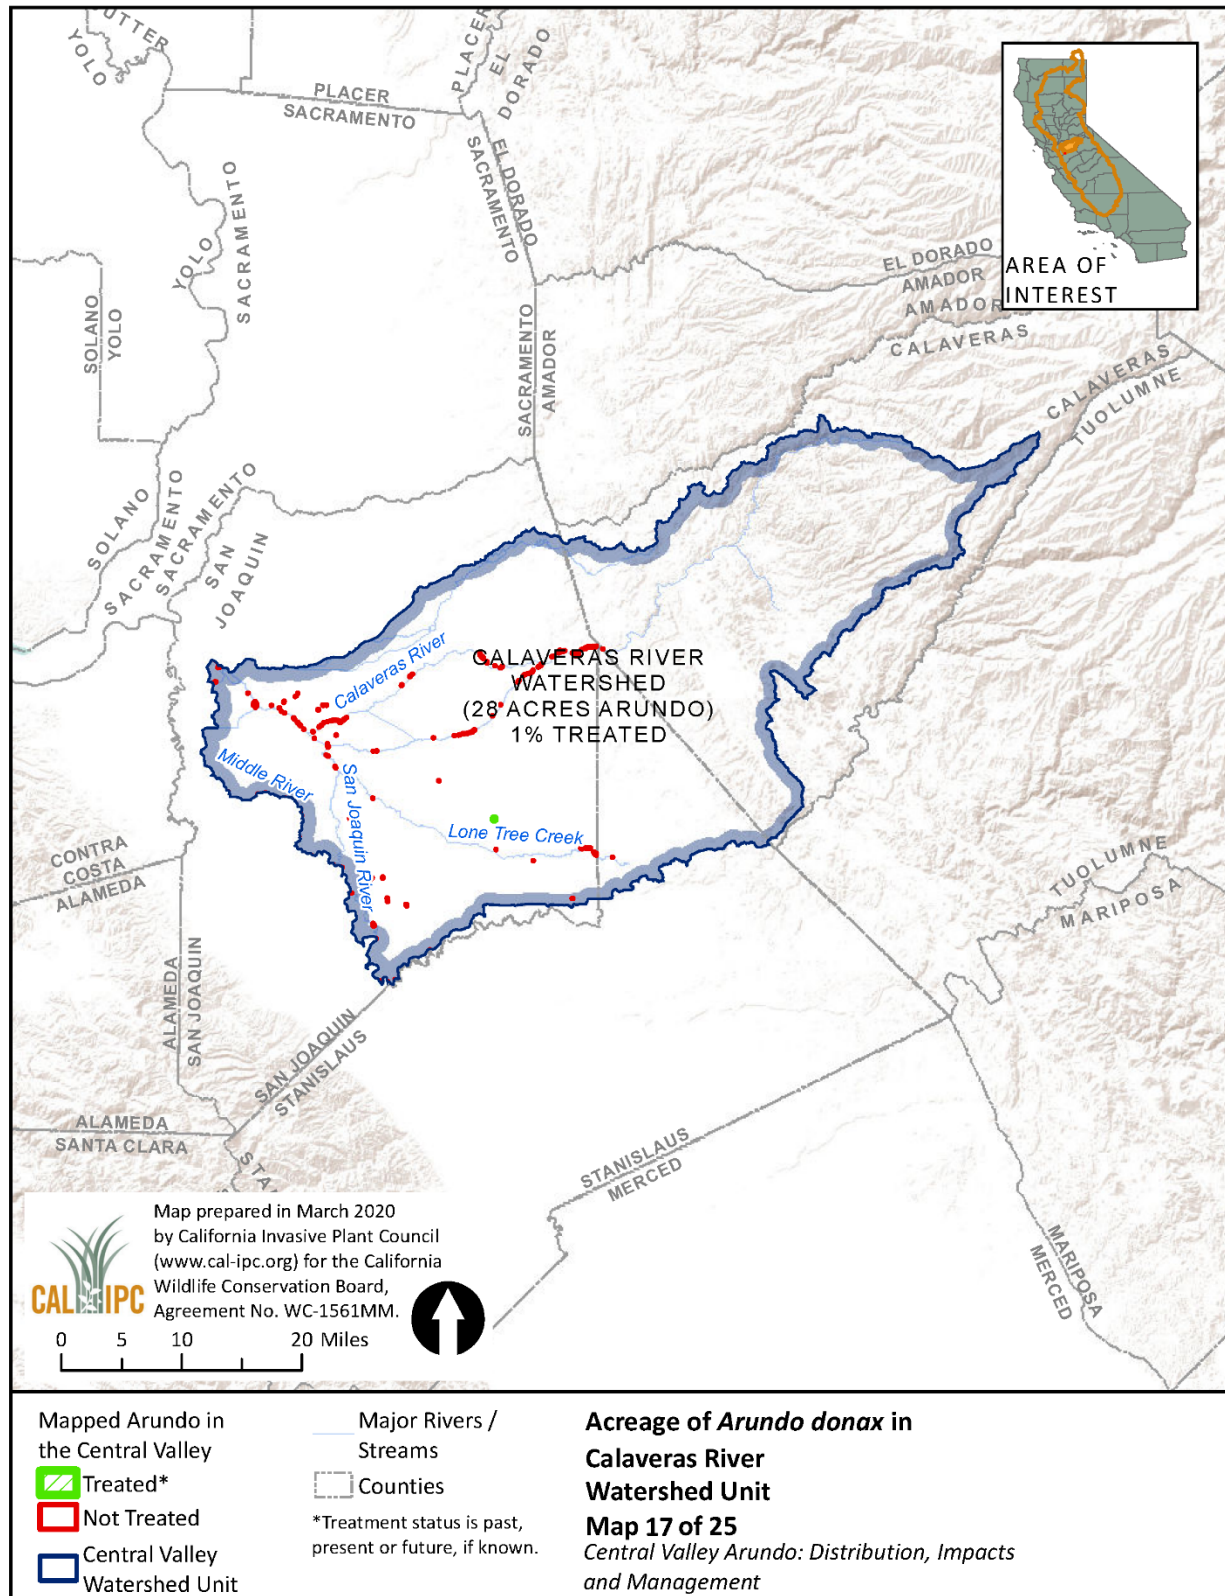 SUTTER
YOLO
PLACER
SACRAMENTO
PLACER
EL
DORADO
SACRAMENTO
EL DORADO
YOLO
SACRAMENTO
SOLANO
YOLO
SACRAMENTO
AMADOR
EL DORADO
AMADOR
AMADOR
CALAVERAS
CALAVERAS
TUOLUMNE
AREA OF
INTEREST
SOLANO
SACRAMENTO
SACRAMENTO
SAN
JOAQUIN
Calaveras River
CALAVERAS RIVER
WATERSHED
(28 ACRES ARUNDO)
1% TREATED
Middle River
San Joaquin River
Lone Tree Creek
CONTRA
COSTA
ALAMEDA
ALAMEDA
SAN JOAQUIN
SAN JOAQUIN
STANISLAUS
TUOLUMNE
MARIPOSA
ALAMEDA
SANTA CLARA
STA
STANISLAUS
MERCED
MARIPOSA
MERCED
CAL IPC
Map prepared in March 2020
by California Invasive Plant Council
(www.cal-ipc.org) for the California
Wildlife Conservation Board,
Agreement No. WC-1561MM.
0 5 10 20 Miles
Mapped Arundo in
the Central Valley
Treated*
Not Treated
Central Valley
Watershed Unit
Major Rivers /
Streams
Counties
*Treatment status is past,
present or future, if known.
Acreage of Arundo donax in
Calaveras River
Watershed Unit
Map 17 of 25
Central Valley Arundo: Distribution, Impacts
and Management